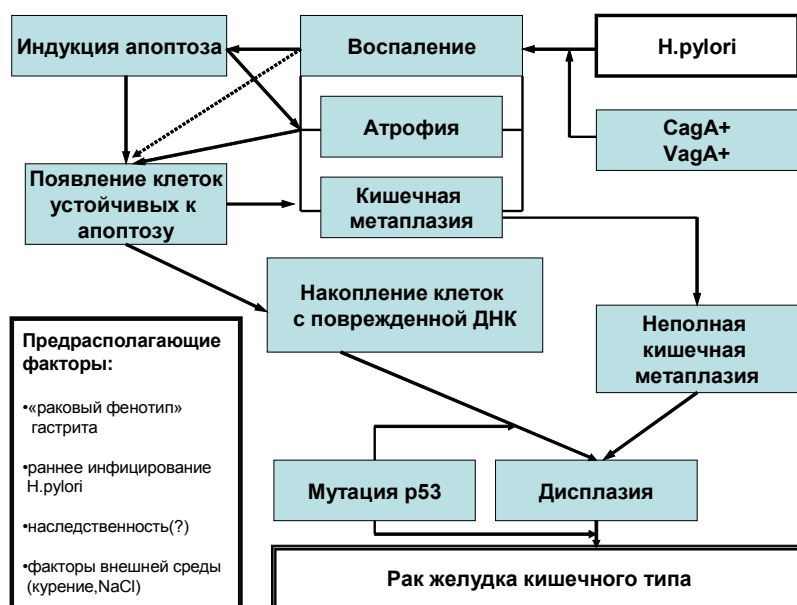 Индукция апоптоза
Воспаление
H.pylori
Атрофия
CagA+
VagA+
Появление клеток
устойчивых к
апоптозу
Кишечная
метаплазия
Накопление клеток
с поврежденной ДНК
Неполная
кишечная
метаплазия
Предрасполагающие
факторы:
•«раковый фенотип»
гастрита
•раннее инфицирование
H.pylori
•наследственность(?)
•факторы внешней среды
(курение,NaCl)
Мутация p53
Дисплазия
Рак желудка кишечного типа